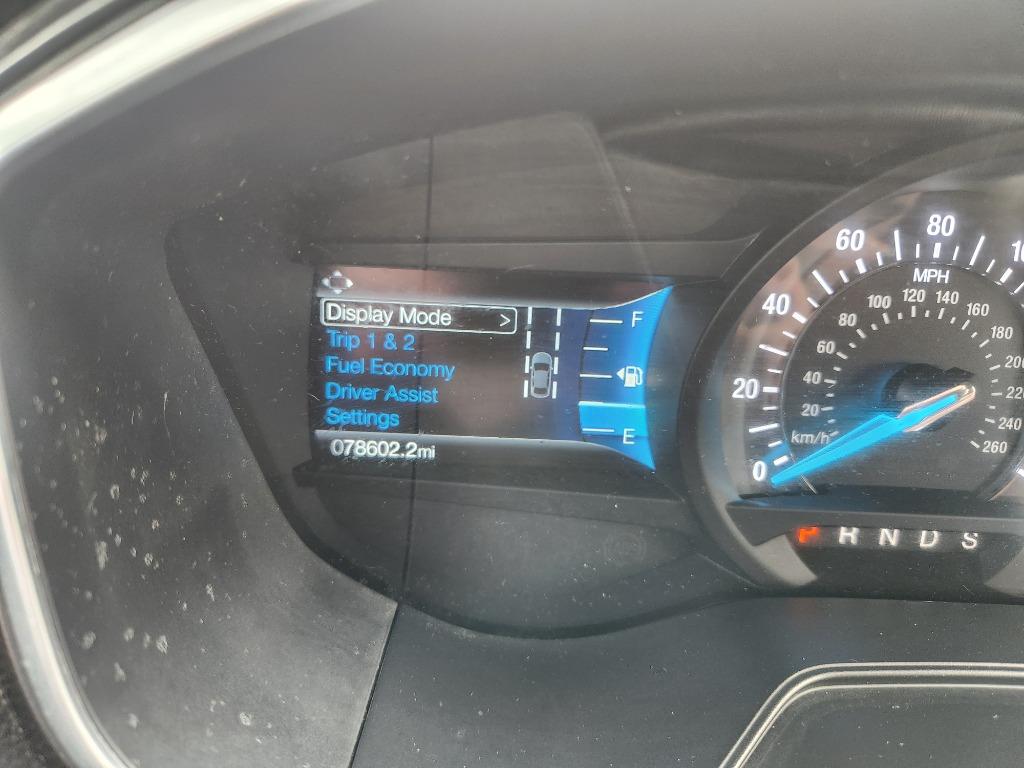 Display Mode >
Trip 1 & 2
Fuel Economy
Driver Assist
Settings
078602.2mi
F
E
0
20
40
60
80
MPH
20
40
60
80
100
120
140
160
180
240
260
km/h
P R N D S